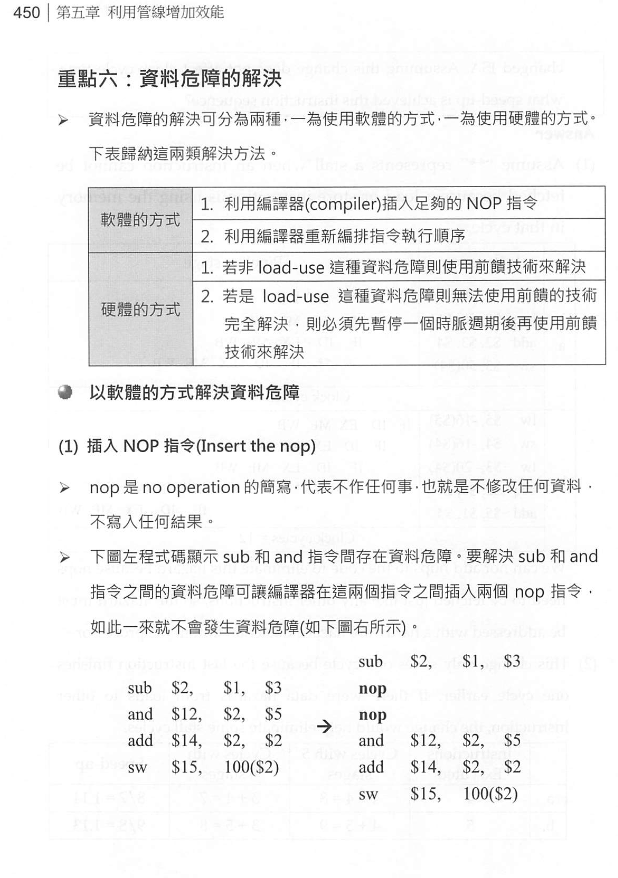 450 第五章 利用管線增加效能
重點六：資料危障的解決
➢ 資料危障的解決可分為兩種，一為使用軟體的方式，一為使用硬體的方式。
下表歸納這兩類解決方法。
軟體的方式
1. 利用編譯器(compiler)插入足夠的 NOP 指令
2. 利用編譯器重新編排指令執行順序
硬體的方式
1. 若非 load-use 這種資料危障則使用前饋技術來解決
2. 若是 load-use 這種資料危障則無法使用前饋的技術
完全解決，則必須先暫停一個時脈週期後再使用前饋
技術來解決
以軟體的方式解決資料危障
(1) 插入 NOP 指令(Insert the nop)
➢ nop 是 no operation 的簡寫，代表不作任何事，也就是不修改任何資料，
不寫入任何結果。
➢ 下圖左程式碼顯示 sub 和 and 指令間存在資料危障。要解決 sub 和 and
指令之間的資料危障可讓編譯器在這兩個指令之間插入兩個 nop 指令，
如此一來就不會發生資料危障(如下圖右所示)。
sub $2, $1, $3
and $12, $2, $5
add $14, $2, $2
sw $15, 100($2)
→
sub $2, $1, $3
nop
nop
and $12, $2, $5
add $14, $2, $2
sw $15, 100($2)